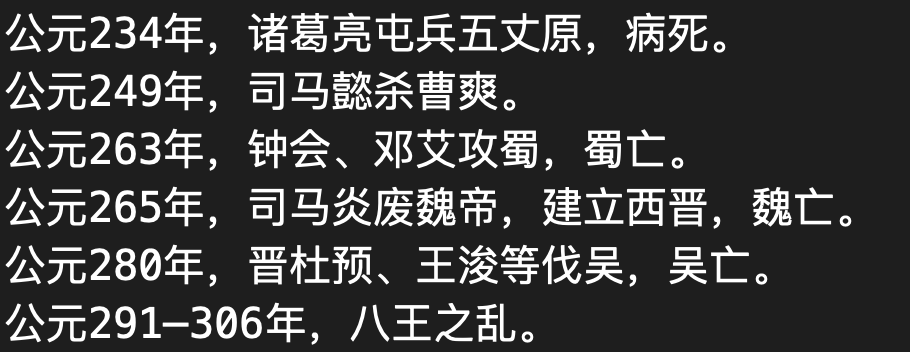 公元234年，诸葛亮屯兵五丈原，病死。
公元249年，司马懿杀曹爽。
公元263年，钟会、邓艾攻蜀，蜀亡。
公元265年，司马炎废魏帝，建立西晋，魏亡。
公元280年，晋杜预、王浚等伐吴，吴亡。
公元291—306年，八王之乱。